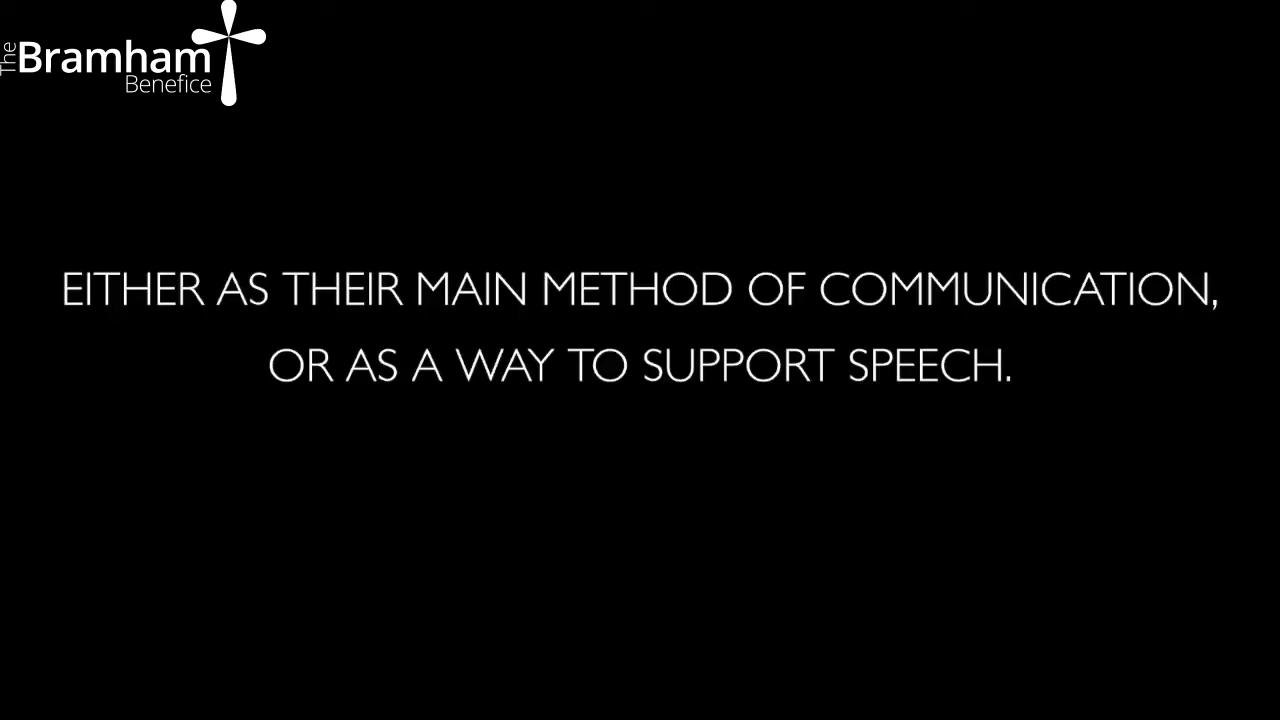 The
Bramham
Benefice
EITHER AS THEIR MAIN METHOD OF COMMUNICATION,
OR AS A WAY TO SUPPORT SPEECH.